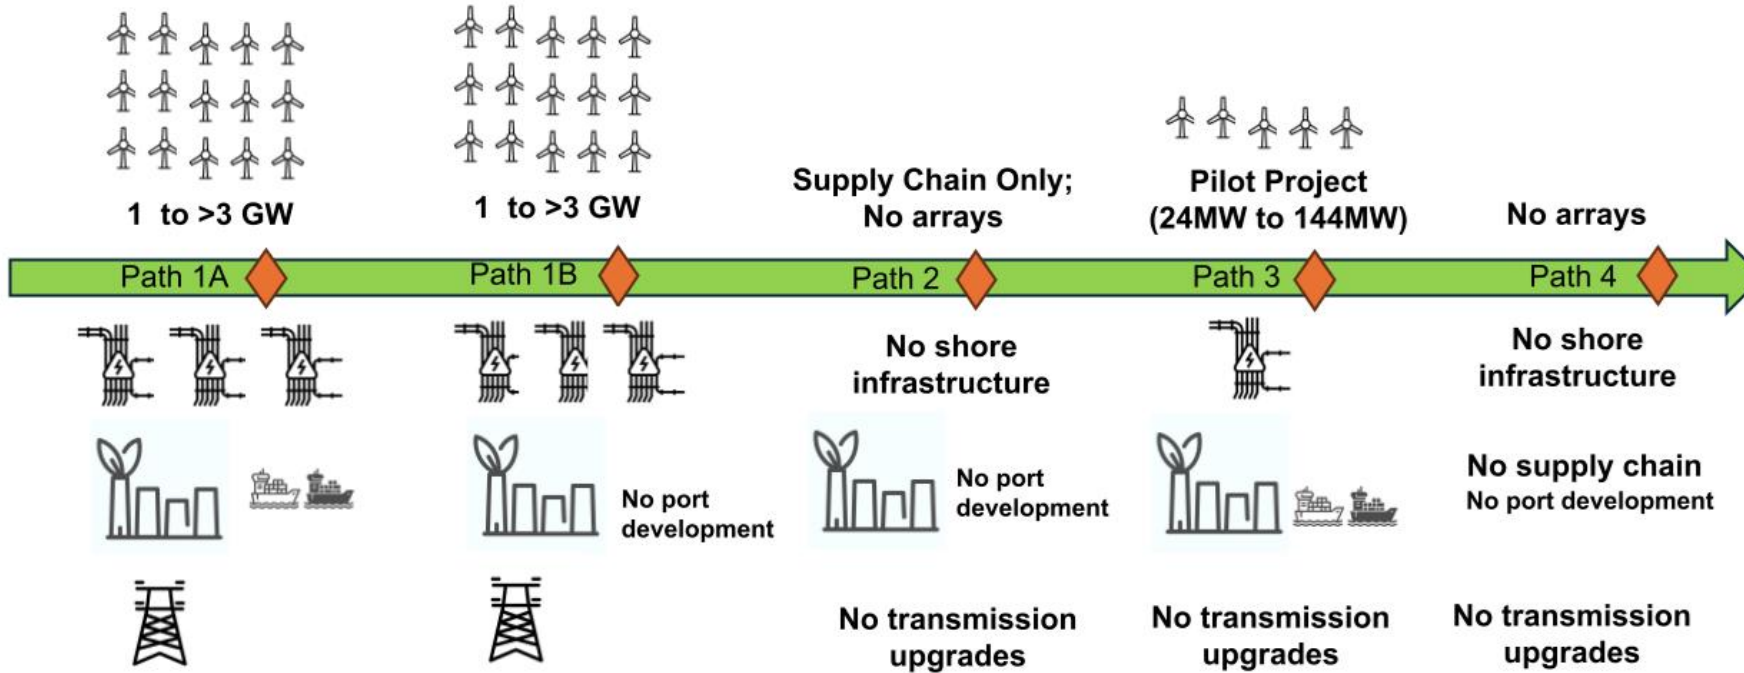 1 to >3 GW
1 to >3 GW
Supply Chain Only;
No arrays
Pilot Project
(24MW to 144MW)
No arrays
Path 1A
Path 1B
Path 2
Path 3
Path 4
No shore
infrastructure
No shore
infrastructure
No port
development
No port
development
No supply chain
No port development
No transmission
upgrades
No transmission
upgrades
No transmission
upgrades